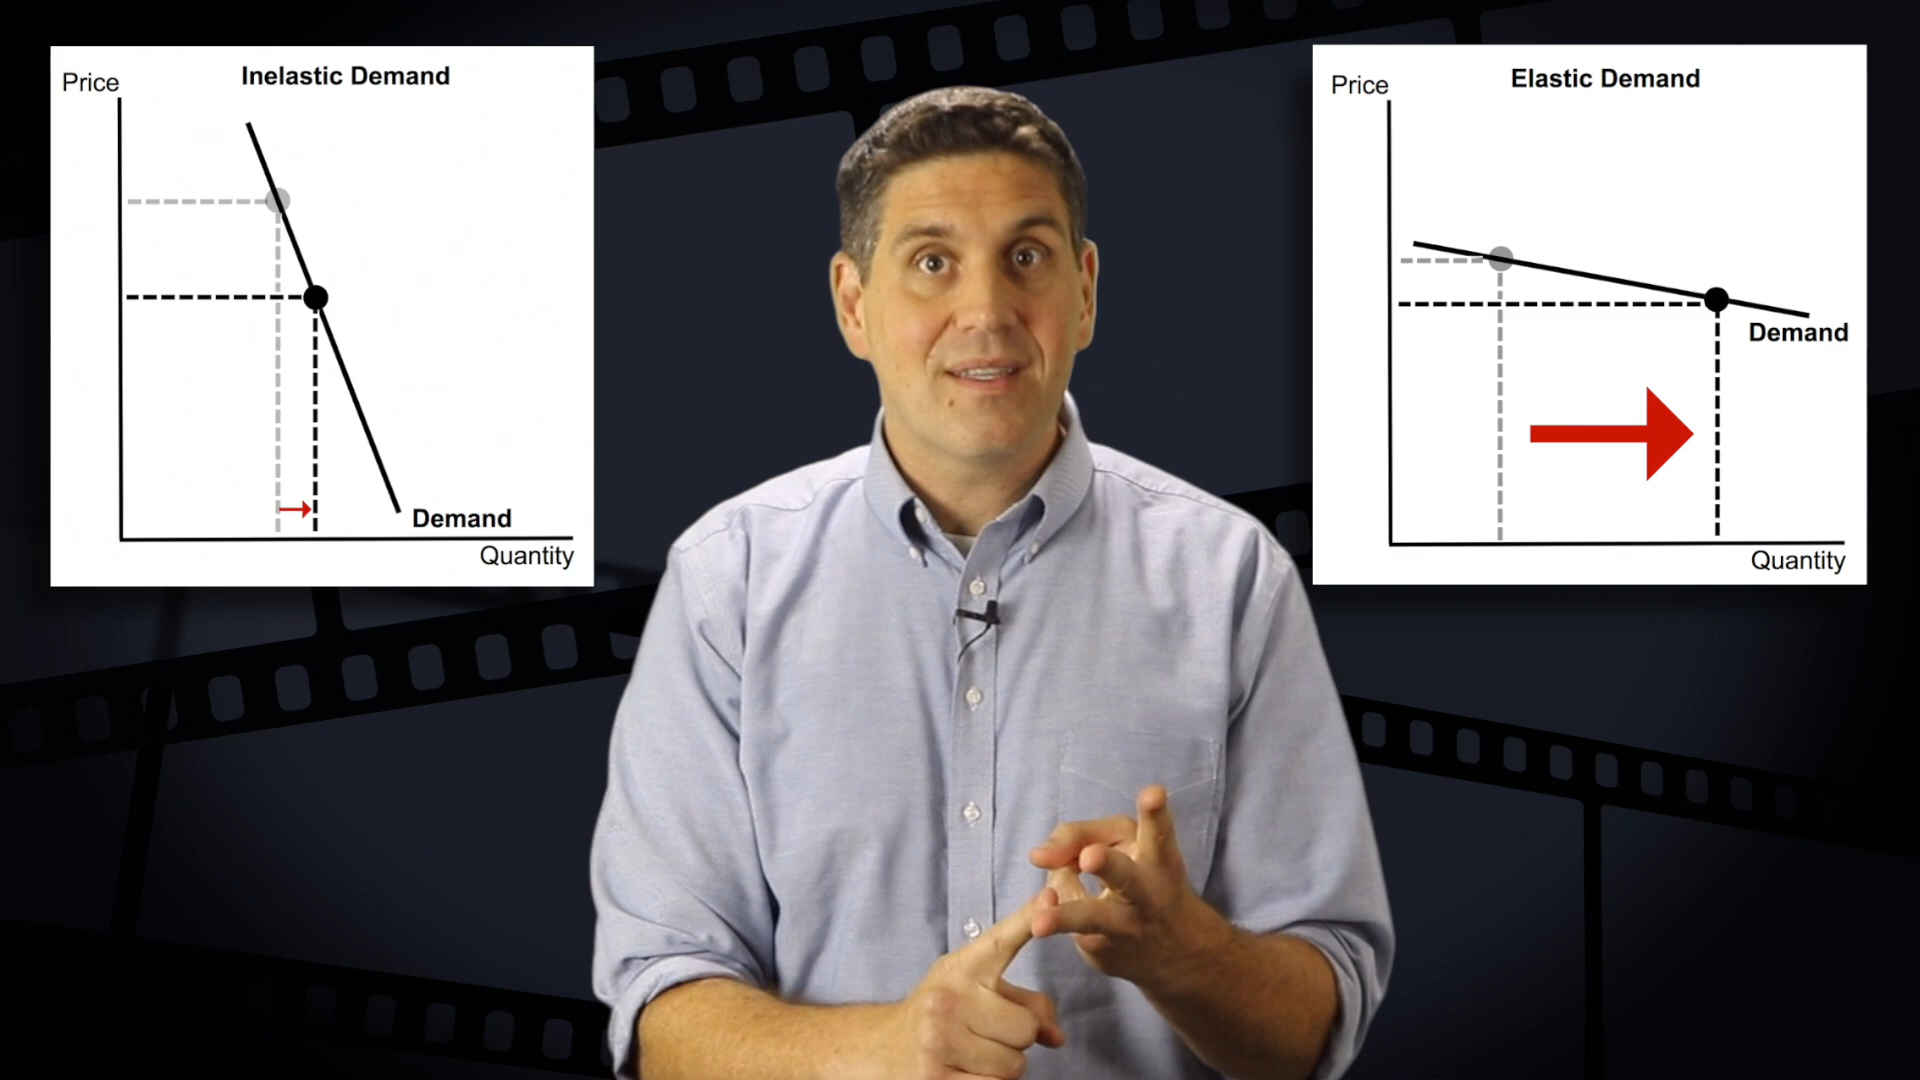 Inelastic Demand
Price
Demand
Quantity
Elastic Demand
Price
Demand
Quantity